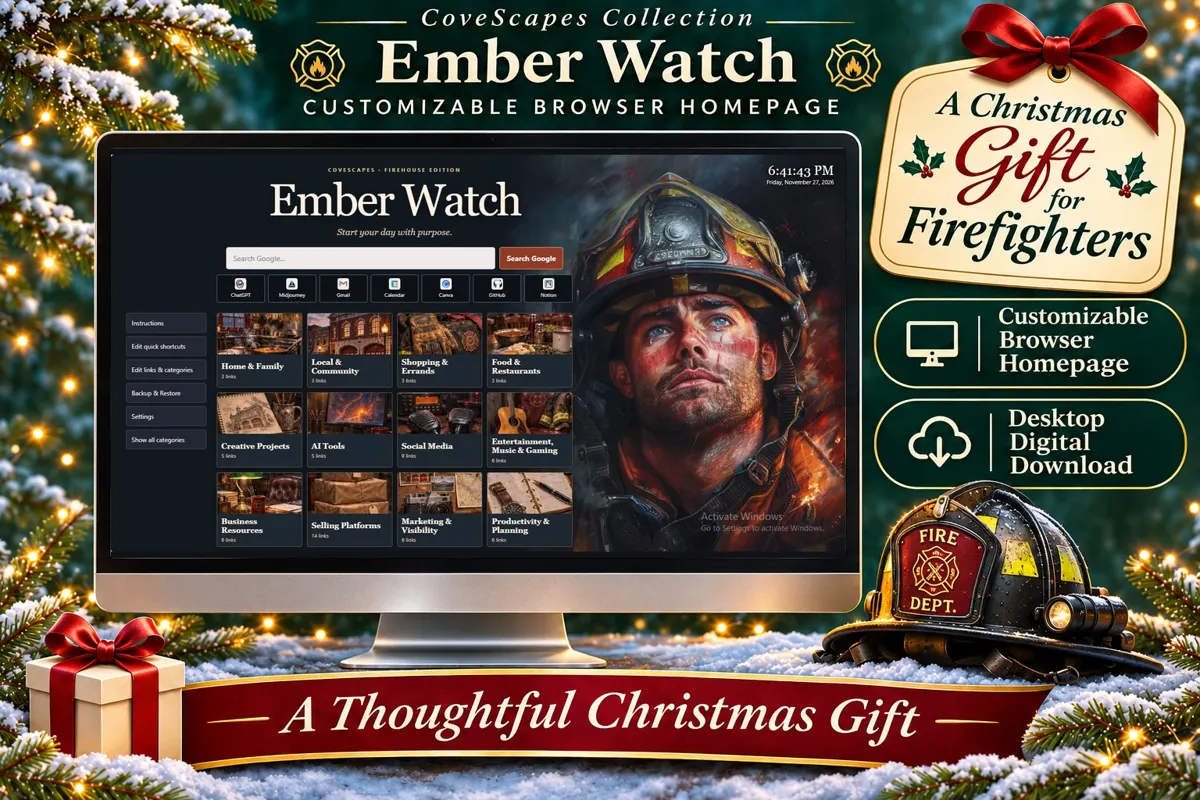 CoveScapes Collection
Ember Watch
CUSTOMIZABLE BROWSER HOMEPAGE
A Christmas
Gift
for
Firefighters
COVESCAPES • FIREHOUSE EDITION
Ember Watch
Start your day with purpose.
6:41:43 PM
Friday, November 27, 2026
Search Google...
Search Google
ChatGPT
Midjourney
Gmail
Calendar
Canva
GitHub
Notion
Instructions
Edit quick shortcuts
Edit links & categories
Backup & Restore
Settings
Show all categories
Home & Family
3 links
Local &
Community
3 links
Shopping &
Errands
3 links
Food &
Restaurants
3 links
Creative Projects
5 links
AI Tools
5 links
Social Media
9 links
Entertainment,
Music & Gaming
6 links
Business
Resources
6 links
Selling Platforms
14 links
Marketing &
Visibility
6 links
Productivity &
Planning
6 links
Activate Windows
Go to Settings to activate Windows.
Customizable
Browser
Homepage
Desktop
Digital
Download
FIRE
DEPT.
A Thoughtful Christmas Gift